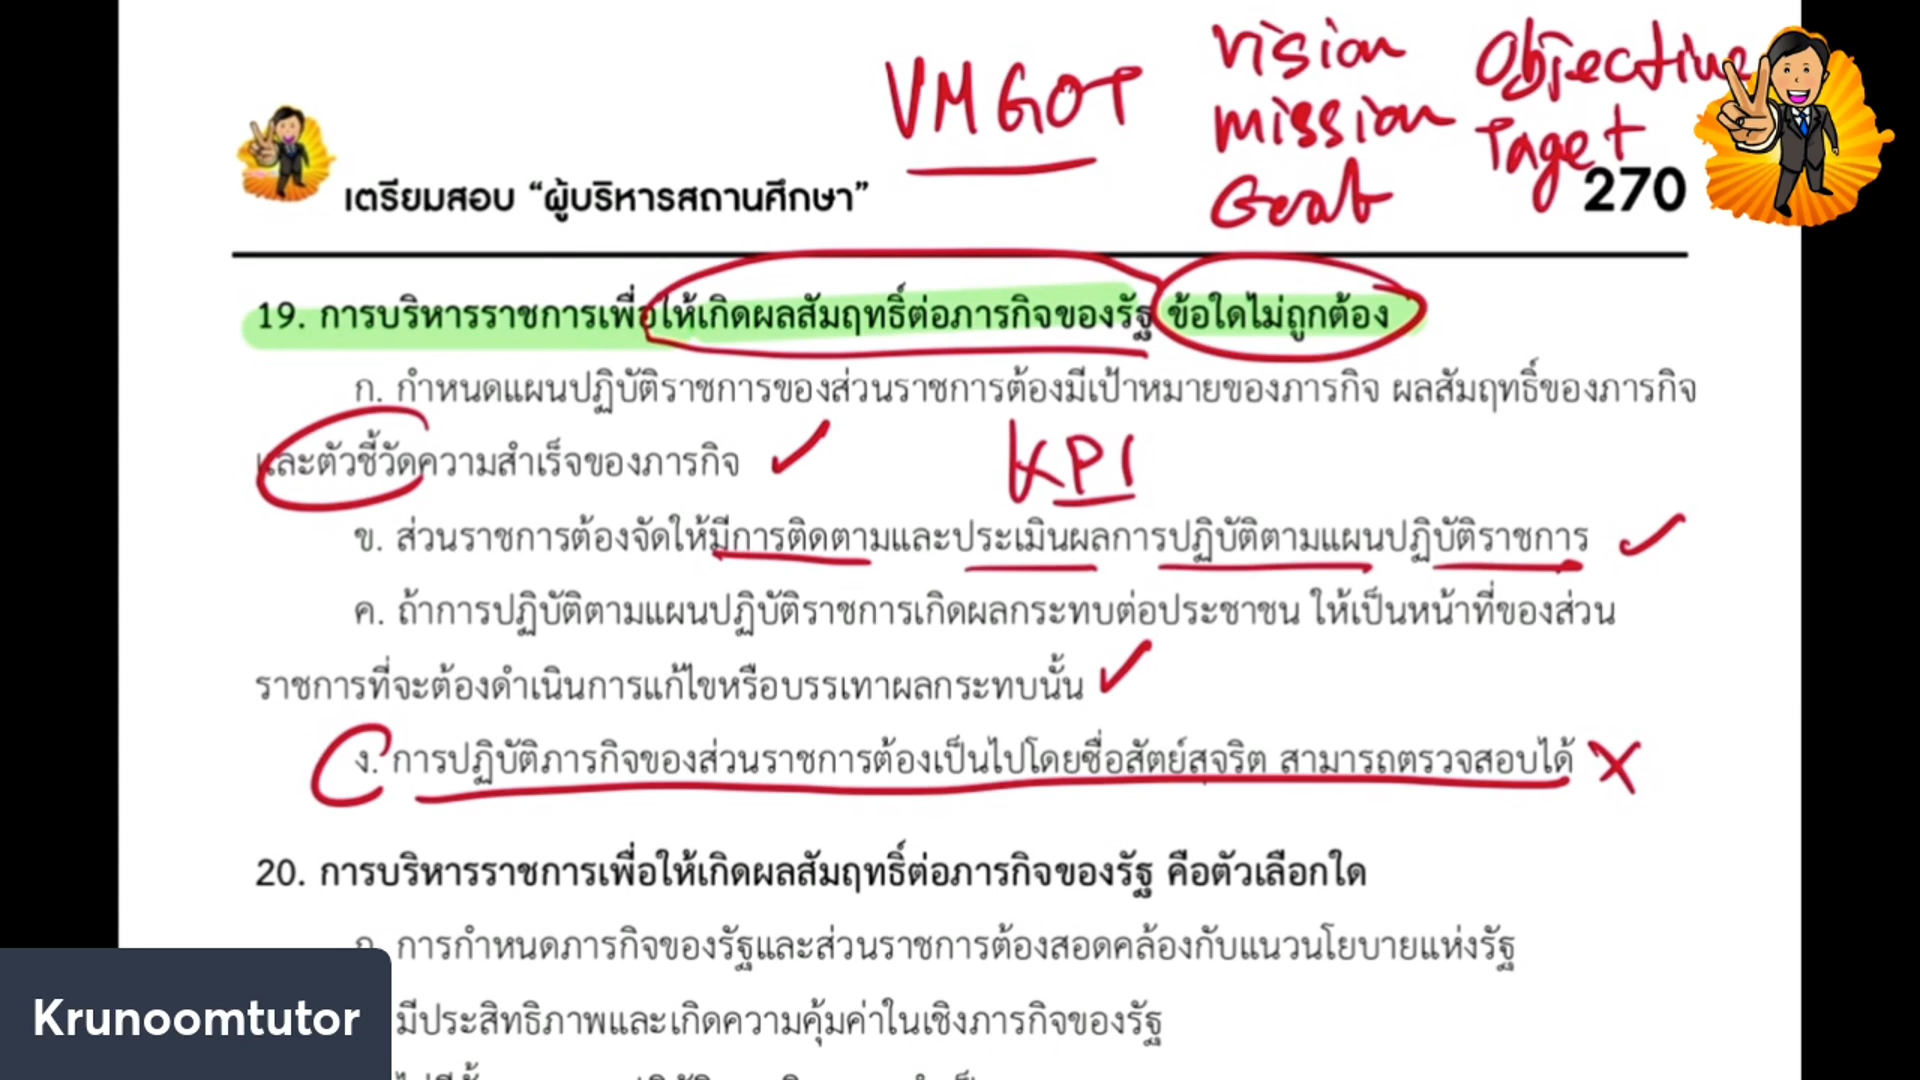 VMGOT
Vision
Mission
Goal
Objective
Taget
เตรียมสอบ “ผู้บริหารสถานศึกษา”
270
19. การบริหารราชการเพื่อให้เกิดผลสัมฤทธิ์ต่อภารกิจของรัฐ ข้อใดไม่ถูกต้อง
ก. กำหนดแผนปฏิบัติราชการของส่วนราชการต้องมีเป้าหมายของภารกิจ ผลสัมฤทธิ์ของภารกิจ
และตัวชี้วัดความสำเร็จของภารกิจ
KPI
ข. ส่วนราชการต้องจัดให้มีการติดตามและประเมินผลการปฏิบัติตามแผนปฏิบัติราชการ
ค. ถ้าการปฏิบัติตามแผนปฏิบัติราชการเกิดผลกระทบต่อประชาชน ให้เป็นหน้าที่ของส่วน
ราชการที่จะต้องดำเนินการแก้ไขหรือบรรเทาผลกระทบนั้น
ง. การปฏิบัติภารกิจของส่วนราชการต้องเป็นไปโดยซื่อสัตย์สุจริต สามารถตรวจสอบได้
20. การบริหารราชการเพื่อให้เกิดผลสัมฤทธิ์ต่อภารกิจของรัฐ คือตัวเลือกใด
ก. การกำหนดภารกิจของรัฐและส่วนราชการต้องสอดคล้องกับแนวนโยบายแห่งรัฐ
มีประสิทธิภาพและเกิดความคุ้มค่าในเชิงภารกิจของรัฐ
Krunoomtutor